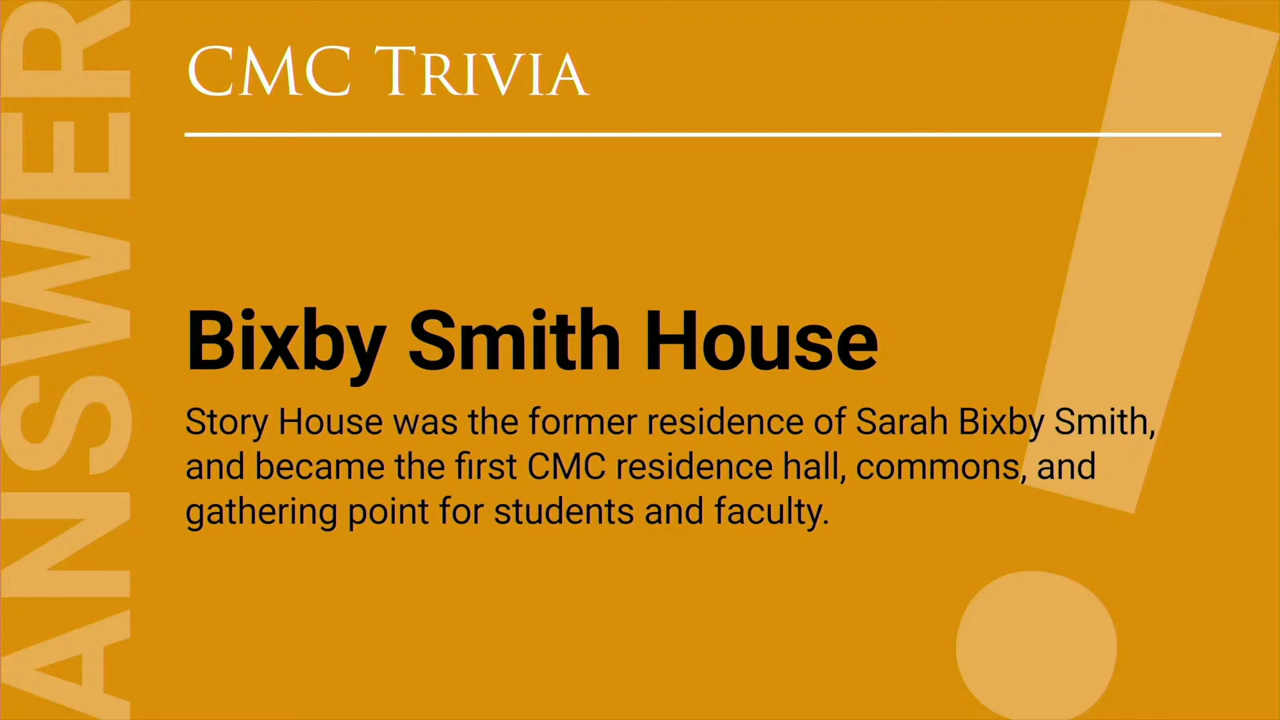 ANSWER
CMC TRIVIA
Bixby Smith House
Story House was the former residence of Sarah Bixby Smith,
and became the first CMC residence hall, commons, and
gathering point for students and faculty.